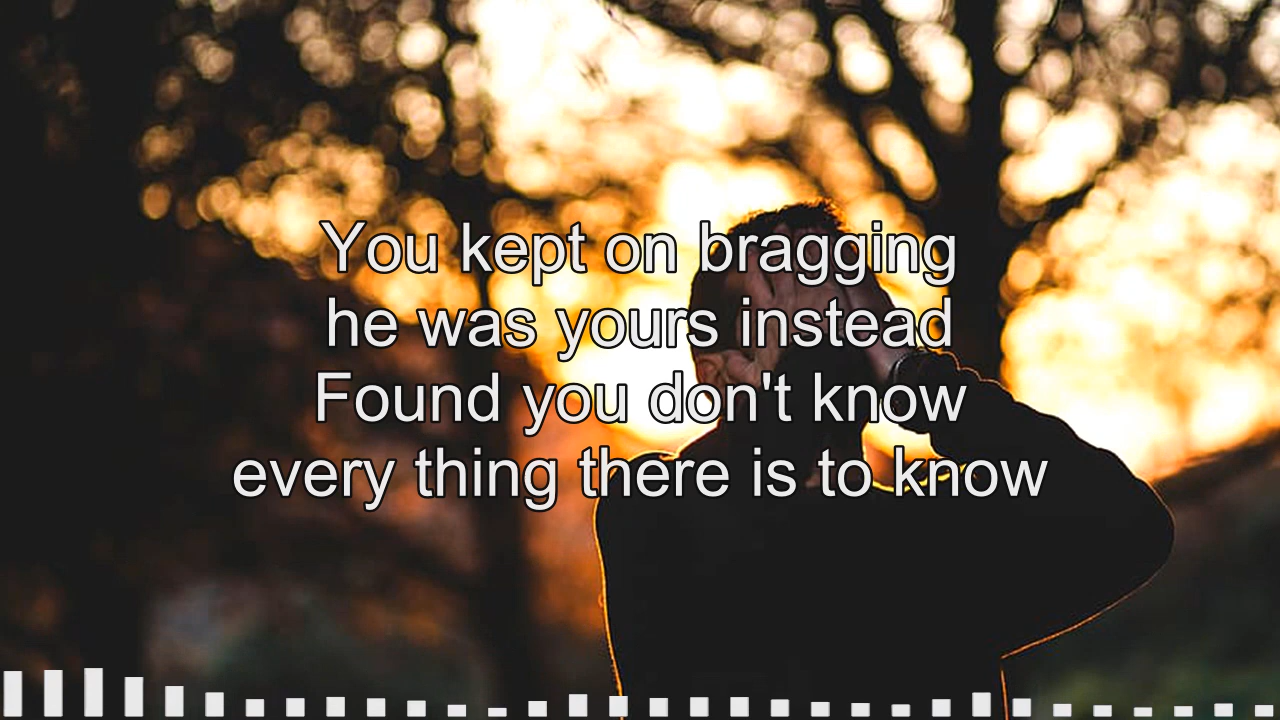 You kept on bragging
he was yours instead
Found you don't know
every thing there is to know